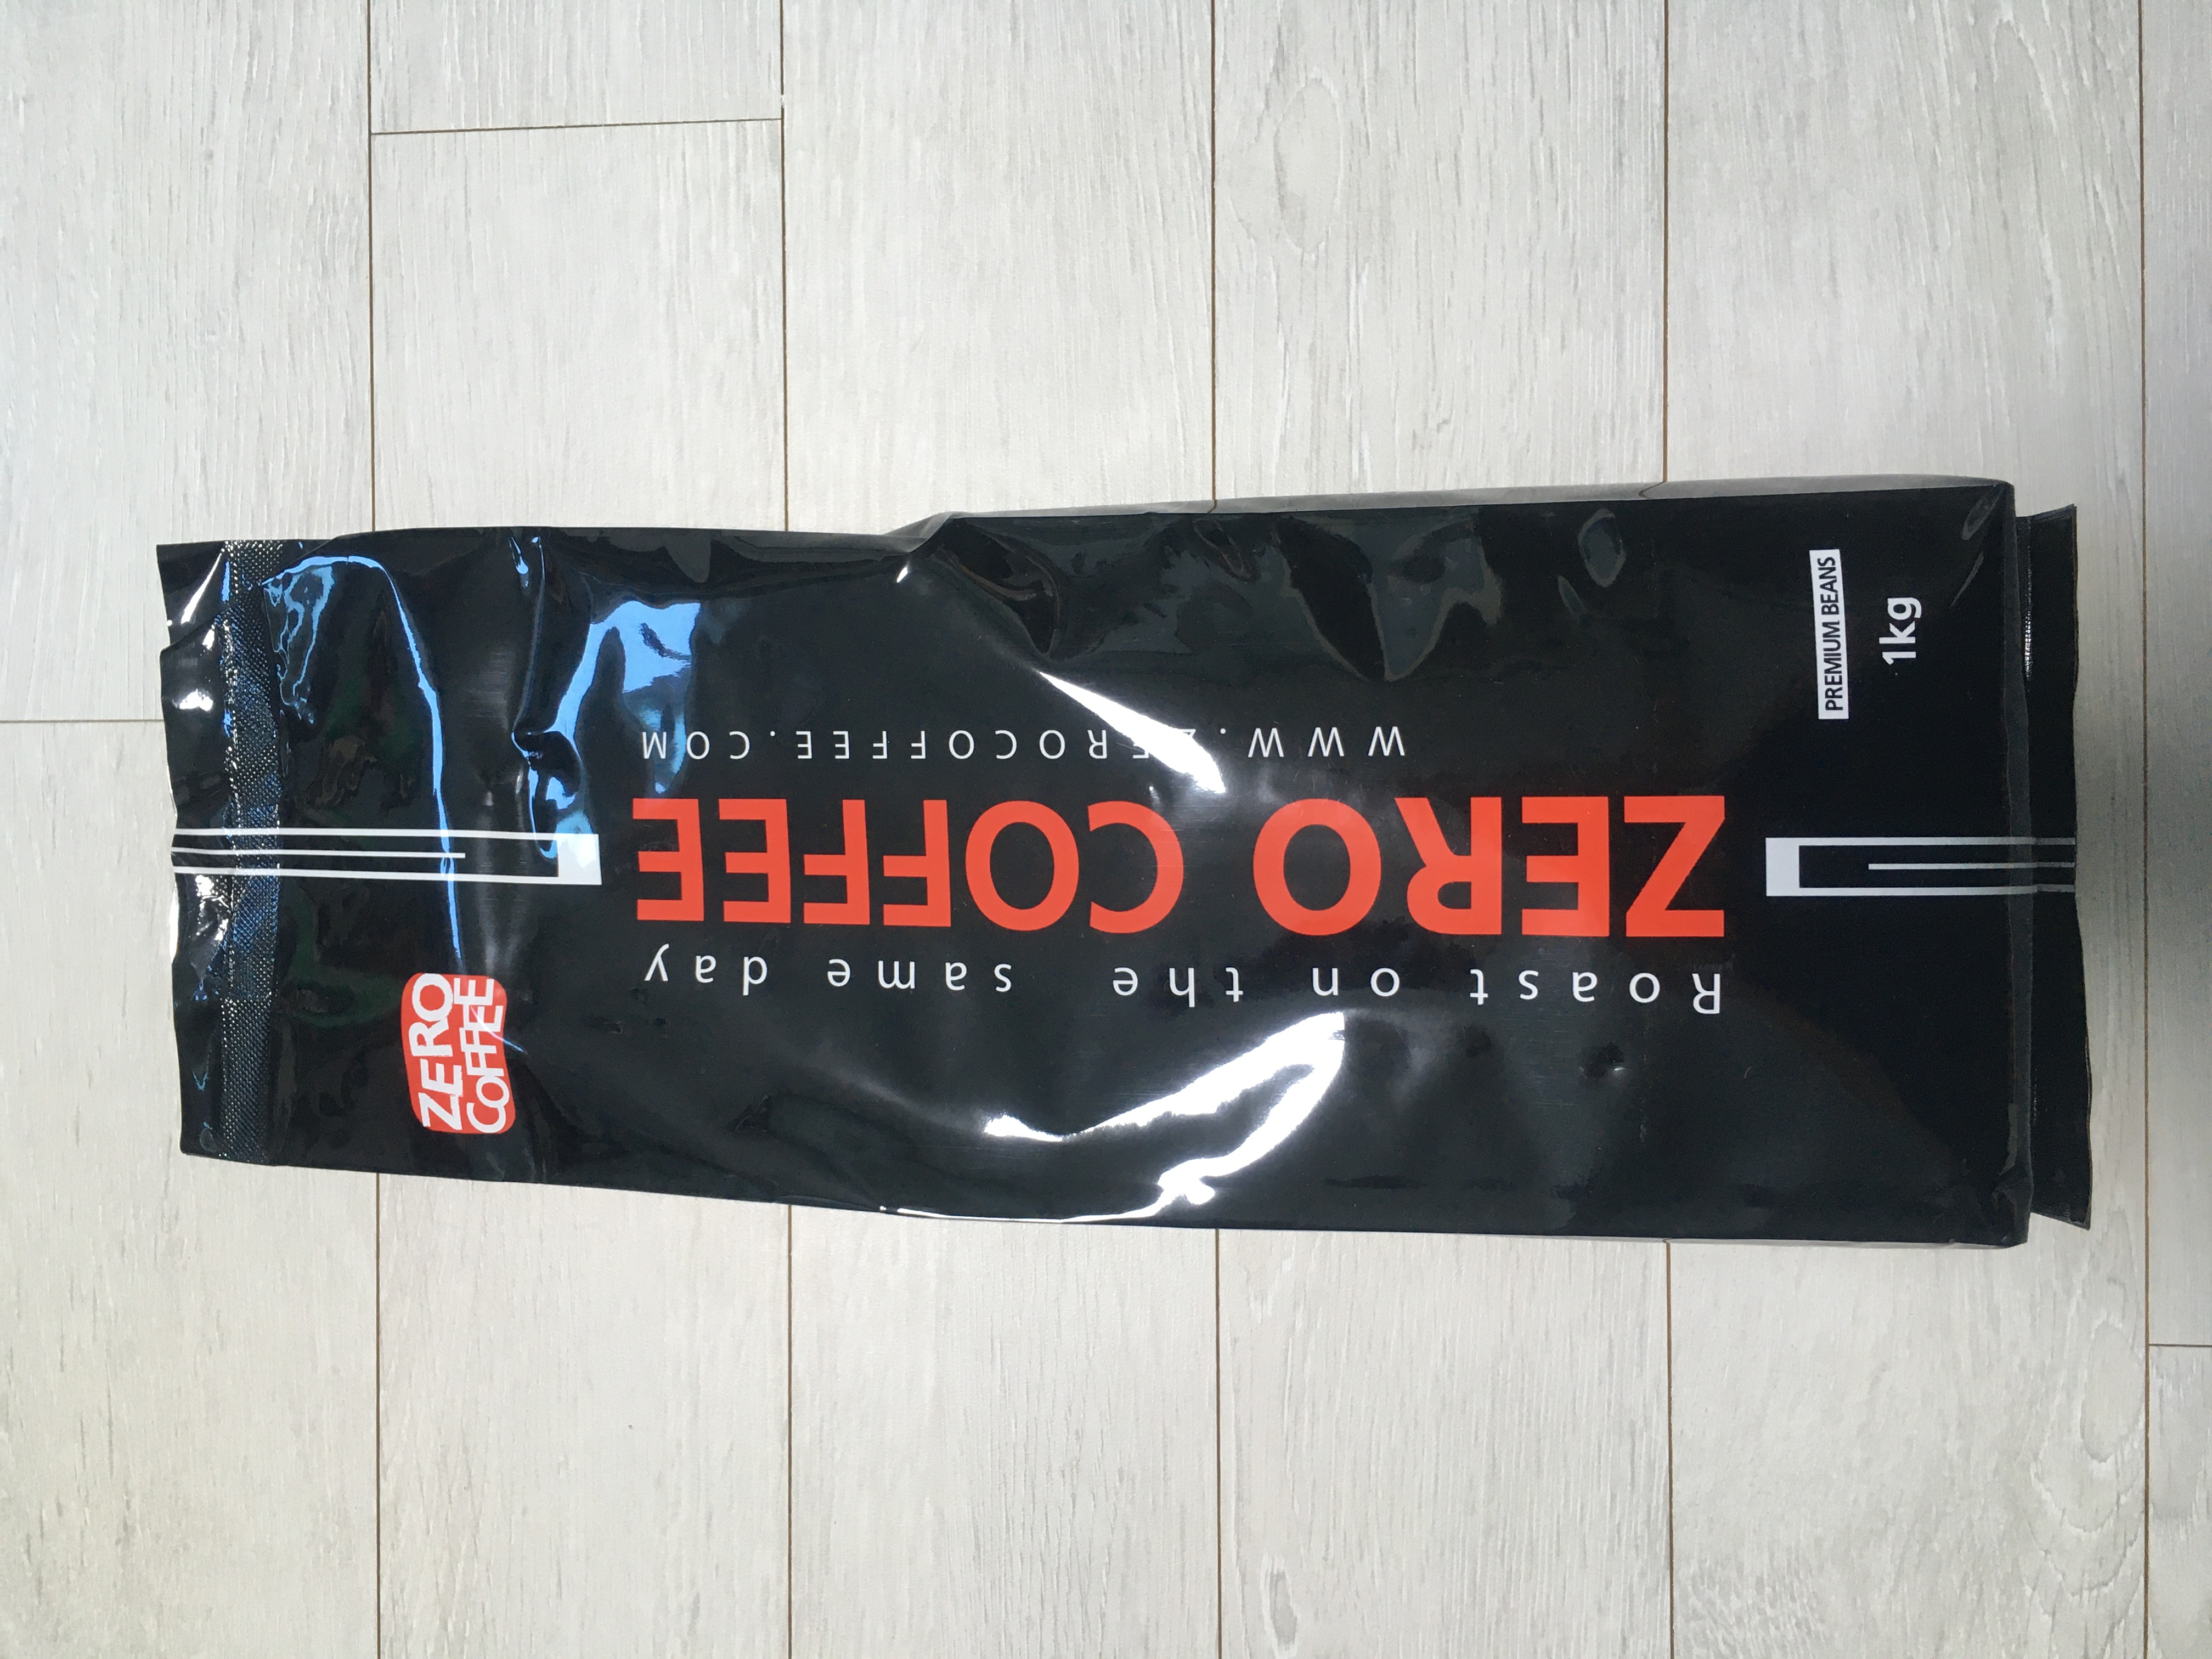 ZERO
COFFEE
Roast on the same day
ZERO COFFEE
WWW.ZEROCOFFEE.COM
PREMIUM BEANS
1kg